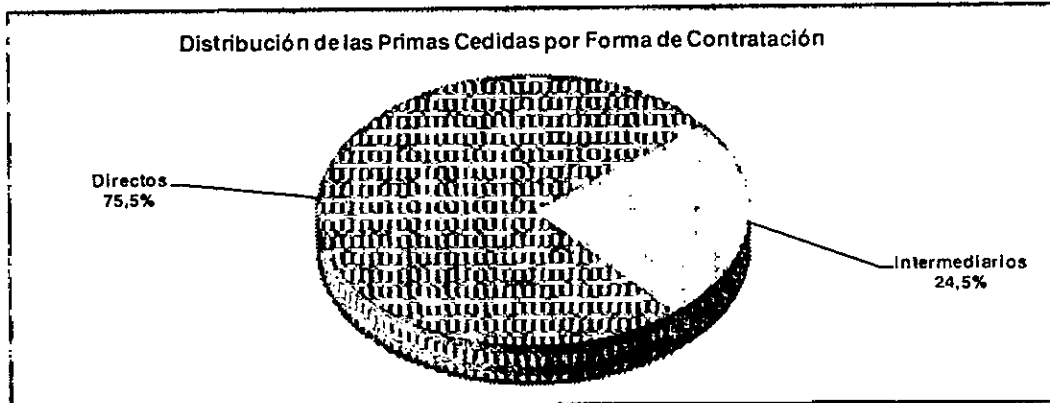 Distribución de las Primas Cedidas por Forma de Contratación
Directos
75,5%
Intermediarios
24,5%